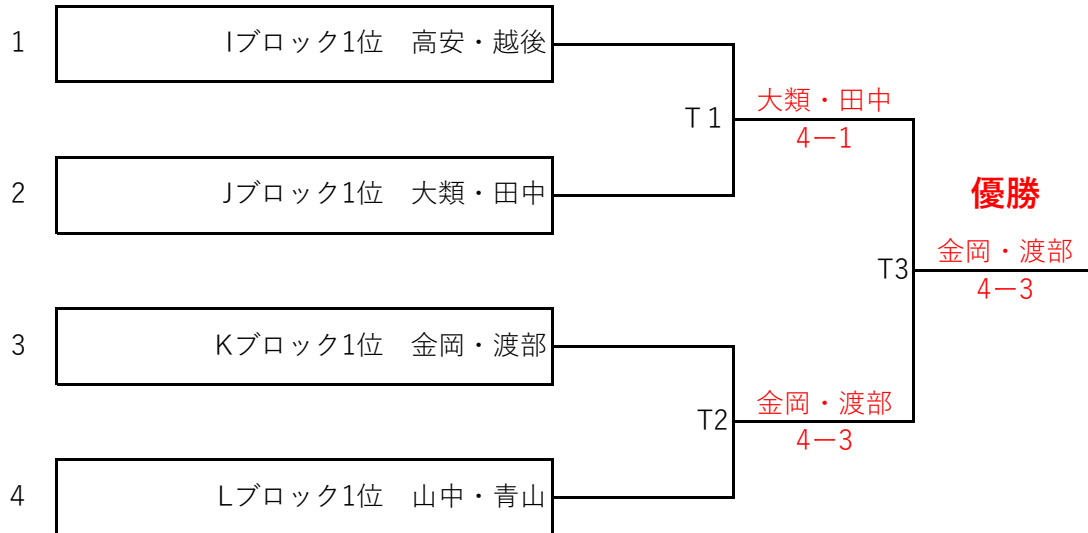 1 Iブロック1位　高安・越後
T 1
大類・田中
4ー1
2 Jブロック1位　大類・田中
優勝
T3
金岡・渡部
4ー3
3 Kブロック1位　金岡・渡部
T2
金岡・渡部
4ー3
4 Lブロック1位　山中・青山